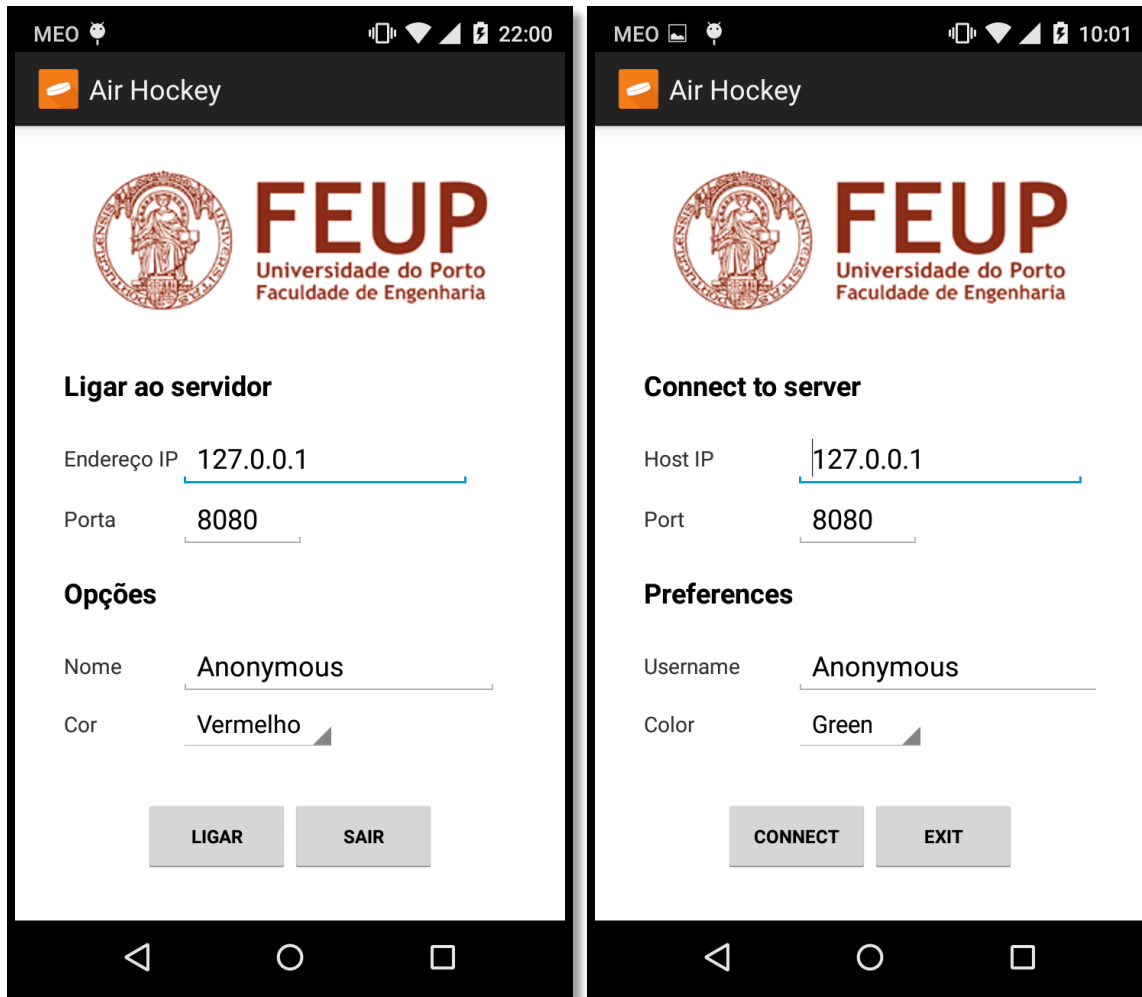 MEO 22:00
Air Hockey
FEUP
Universidade do Porto
Faculdade de Engenharia
Ligar ao servidor
Endereço IP 127.0.0.1
Porta 8080
Opções
Nome Anonymous
Cor Vermelho
LIGAR SAIR
MEO 10:01
Air Hockey
FEUP
Universidade do Porto
Faculdade de Engenharia
Connect to server
Host IP 127.0.0.1
Port 8080
Preferences
Username Anonymous
Color Green
CONNECT EXIT